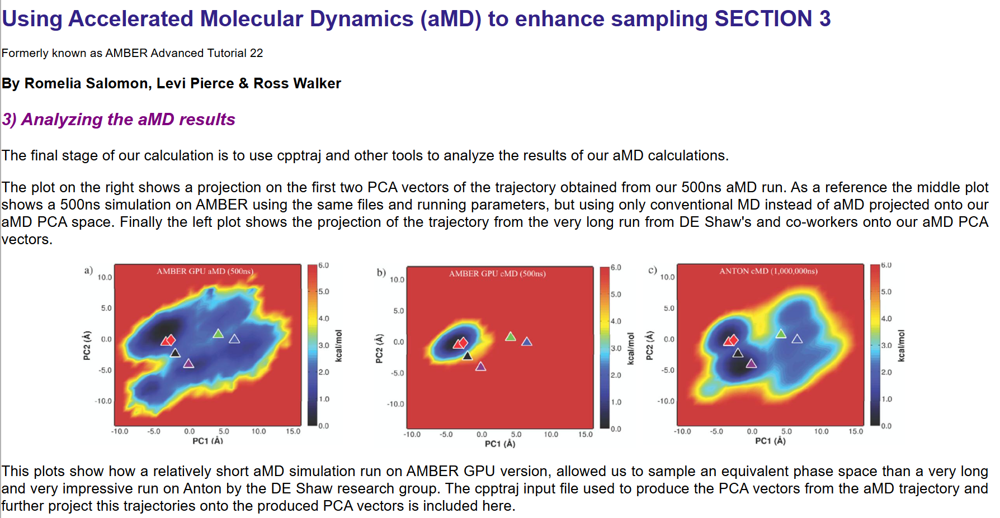 Using Accelerated Molecular Dynamics (aMD) to enhance sampling SECTION 3
Formerly known as AMBER Advanced Tutorial 22
By Romelia Salomon, Levi Pierce & Ross Walker
3) Analyzing the aMD results
The final stage of our calculation is to use cpptraj and other tools to analyze the results of our aMD calculations.
The plot on the right shows a projection on the first two PCA vectors of the trajectory obtained from our 500ns aMD run. As a reference the middle plot
shows a 500ns simulation on AMBER using the same files and running parameters, but using only conventional MD instead of aMD projected onto our
aMD PCA space. Finally the left plot shows the projection of the trajectory from the very long run from DE Shaw's and co-workers onto our aMD PCA
vectors.
a)
AMBER GPU aMD (500ns)
10.0
5.0
0.0
-5.0
-10.0
PC2 (Å)
-10.0 -5.0 0.0 5.0 10.0 15.0
PC1 (Å)
6.0
5.0
4.0
3.0
2.0
1.0
0.0
kcal/mol
b)
AMBER GPU cMD (500ns)
10.0
5.0
0.0
-5.0
-10.0
PC2 (Å)
-10.0 -5.0 0.0 5.0 10.0 15.0
PC1 (Å)
6.0
5.0
4.0
3.0
2.0
1.0
0.0
kcal/mol
c)
ANTON cMD (1,000,000ns)
10.0
5.0
0.0
-5.0
-10.0
PC2 (Å)
-10.0 -5.0 0.0 5.0 10.0 15.0
PC1 (Å)
6.0
5.0
4.0
3.0
2.0
1.0
0.0
kcal/mol
This plots show how a relatively short aMD simulation run on AMBER GPU version, allowed us to sample an equivalent phase space than a very long
and very impressive run on Anton by the DE Shaw research group. The cpptraj input file used to produce the PCA vectors from the aMD trajectory and
further project this trajectories onto the produced PCA vectors is included here.